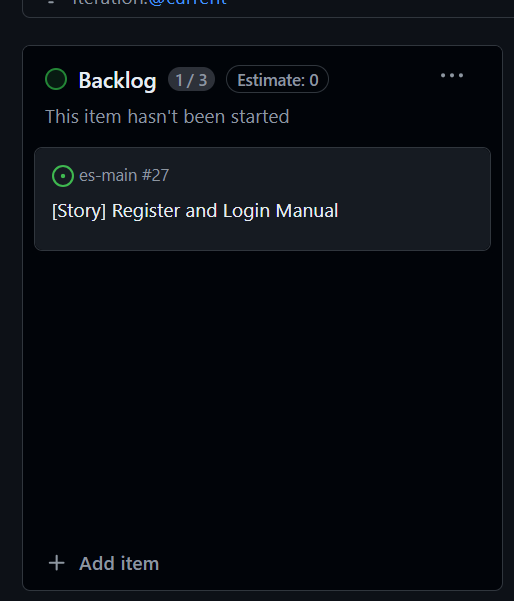 iteration:@current
Backlog 1 / 3 Estimate: 0
This item hasn't been started
es-main #27
[Story] Register and Login Manual
Add item